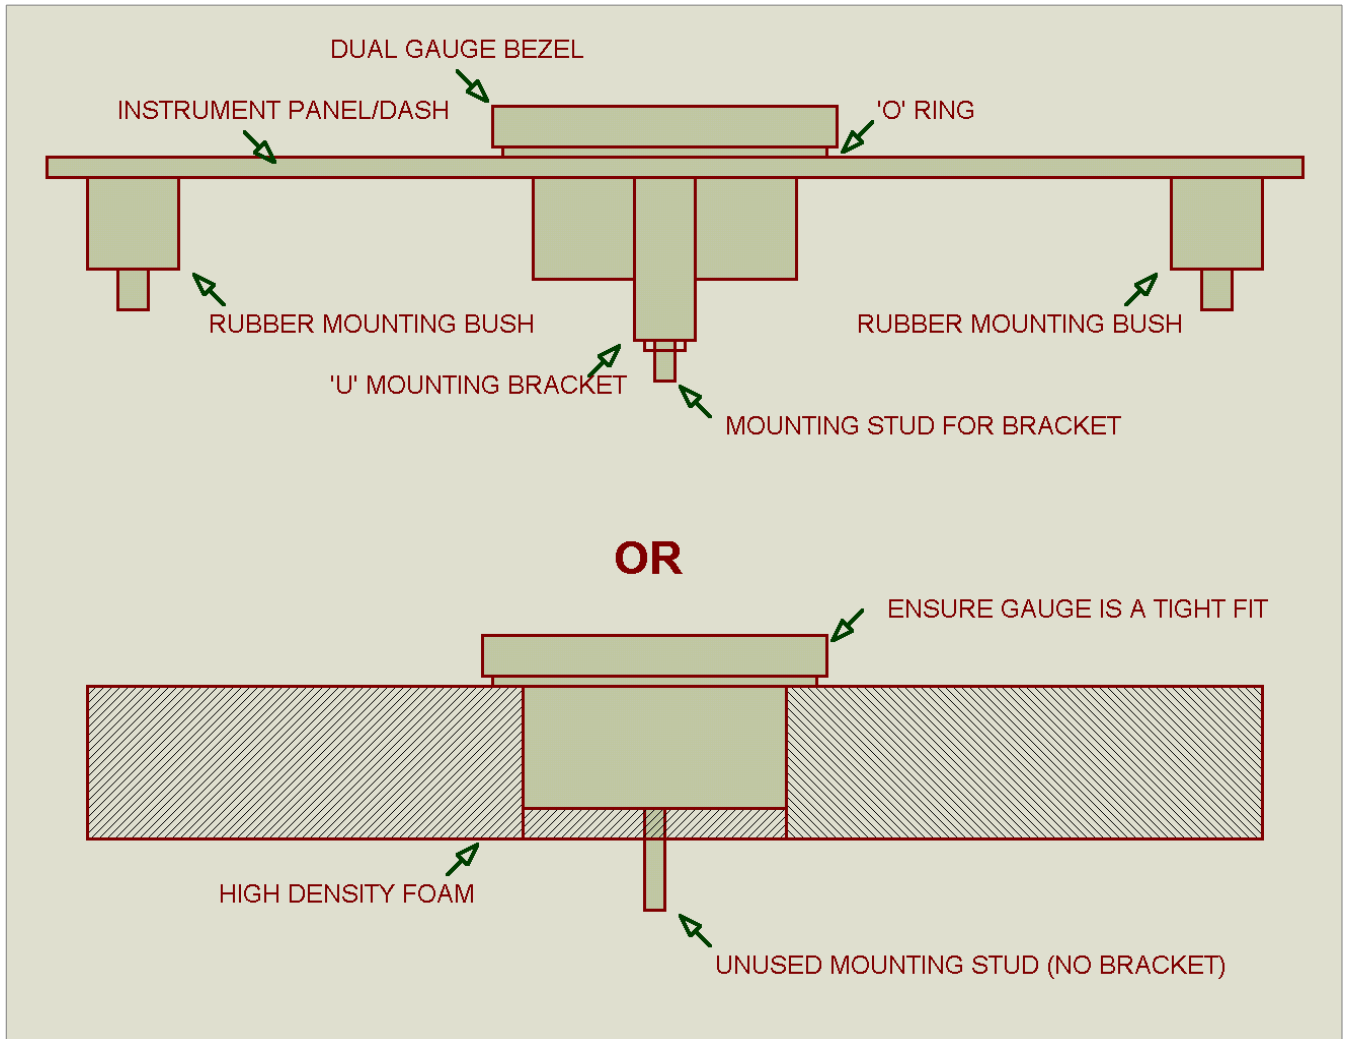 DUAL GAUGE BEZEL
INSTRUMENT PANEL/DASH
'O' RING
RUBBER MOUNTING BUSH
RUBBER MOUNTING BUSH
'U' MOUNTING BRACKET
MOUNTING STUD FOR BRACKET
OR
ENSURE GAUGE IS A TIGHT FIT
HIGH DENSITY FOAM
UNUSED MOUNTING STUD (NO BRACKET)